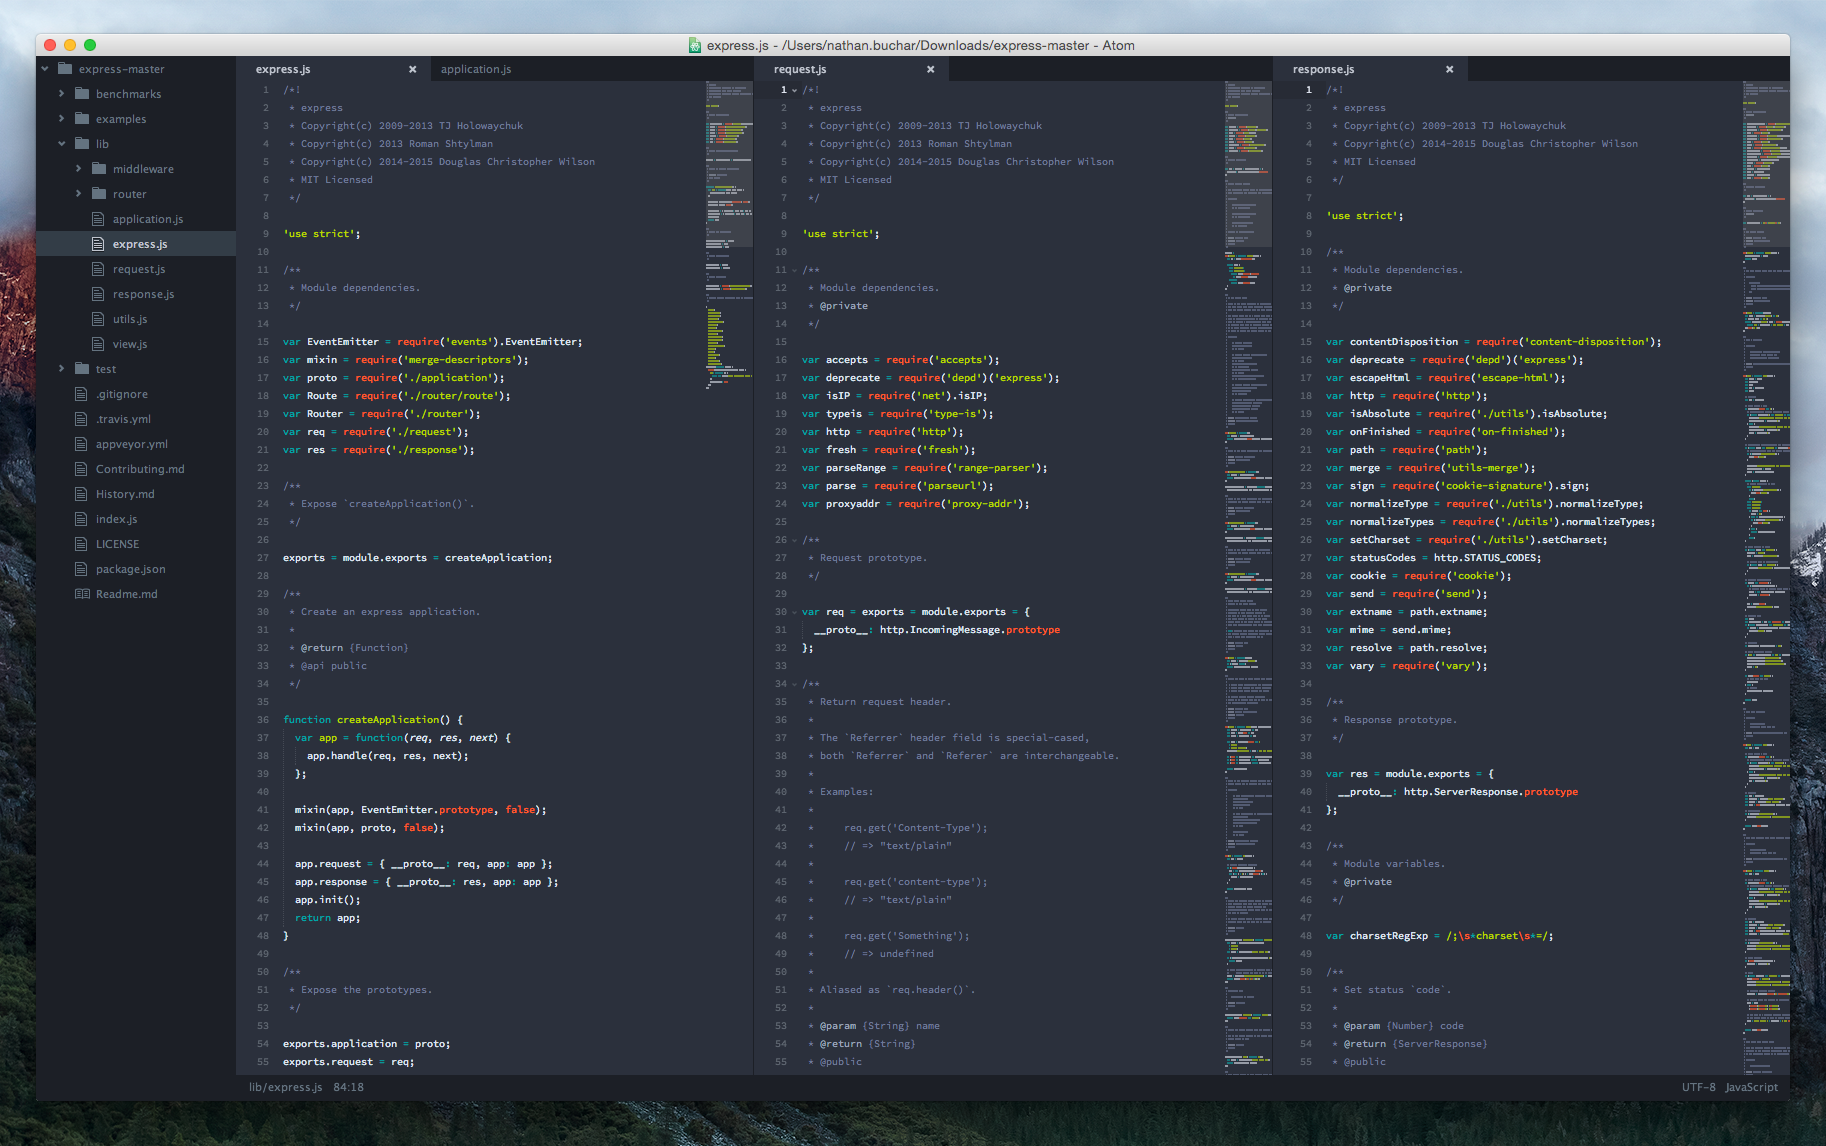 express.js - /Users/nathan.buchar/Downloads/express-master - Atom
express-master
benchmarks
examples
lib
middleware
router
application.js
express.js
request.js
response.js
utils.js
view.js
test
.gitignore
.travis.yml
appveyor.yml
Contributing.md
History.md
index.js
LICENSE
package.json
Readme.md
express.js
application.js
1 /*!
2  * express
3  * Copyright(c) 2009-2013 TJ Holowaychuk
4  * Copyright(c) 2013 Roman Shtylman
5  * Copyright(c) 2014-2015 Douglas Christopher Wilson
6  * MIT Licensed
7  */
8
9 'use strict';
10
11 /**
12  * Module dependencies.
13  */
14
15 var EventEmitter = require('events').EventEmitter;
16 var mixin = require('merge-descriptors');
17 var proto = require('./application');
18 var Route = require('./router/route');
19 var Router = require('./router');
20 var req = require('./request');
21 var res = require('./response');
22
23 /**
24  * Expose `createApplication()`.
25  */
26
27 exports = module.exports = createApplication;
28
29 /**
30  * Create an express application.
31  *
32  * @return {Function}
33  * @api public
34  */
35
36 function createApplication() {
37   var app = function(req, res, next) {
38     app.handle(req, res, next);
39   };
40
41   mixin(app, EventEmitter.prototype, false);
42   mixin(app, proto, false);
43
44   app.request = { __proto__: req, app: app };
45   app.response = { __proto__: res, app: app };
46   app.init();
47   return app;
48 }
49
50 /**
51  * Expose the prototypes.
52  */
53
54 exports.application = proto;
55 exports.request = req;
request.js
1 /*!
2  * express
3  * Copyright(c) 2009-2013 TJ Holowaychuk
4  * Copyright(c) 2013 Roman Shtylman
5  * Copyright(c) 2014-2015 Douglas Christopher Wilson
6  * MIT Licensed
7  */
8
9 'use strict';
10
11 /**
12  * Module dependencies.
13  * @private
14  */
15
16 var accepts = require('accepts');
17 var deprecate = require('depd')('express');
18 var isIP = require('net').isIP;
19 var typeis = require('type-is');
20 var http = require('http');
21 var fresh = require('fresh');
22 var parseRange = require('range-parser');
23 var parse = require('parseurl');
24 var proxyaddr = require('proxy-addr');
25
26 /**
27  * Request prototype.
28  */
29
30 var req = exports = module.exports = {
31   __proto__: http.IncomingMessage.prototype
32 };
33
34 /**
35  * Return request header.
36  *
37  * The `Referrer` header field is special-cased,
38  * both `Referrer` and `Referer` are interchangeable.
39  *
40  * Examples:
41  *
42  *     req.get('Content-Type');
43  *     // => "text/plain"
44  *
45  *     req.get('content-type');
46  *     // => "text/plain"
47  *
48  *     req.get('Something');
49  *     // => undefined
50  *
51  * Aliased as `req.header()`.
52  *
53  * @param {String} name
54  * @return {String}
55  * @public
response.js
1 /*!
2  * express
3  * Copyright(c) 2009-2013 TJ Holowaychuk
4  * Copyright(c) 2014-2015 Douglas Christopher Wilson
5  * MIT Licensed
6  */
7
8 'use strict';
9
10 /**
11  * Module dependencies.
12  * @private
13  */
14
15 var contentDisposition = require('content-disposition');
16 var deprecate = require('depd')('express');
17 var escapeHtml = require('escape-html');
18 var http = require('http');
19 var isAbsolute = require('./utils').isAbsolute;
20 var onFinished = require('on-finished');
21 var path = require('path');
22 var merge = require('utils-merge');
23 var sign = require('cookie-signature').sign;
24 var normalizeType = require('./utils').normalizeType;
25 var normalizeTypes = require('./utils').normalizeTypes;
26 var setCharset = require('./utils').setCharset;
27 var statusCodes = http.STATUS_CODES;
28 var cookie = require('cookie');
29 var send = require('send');
30 var extname = path.extname;
31 var mime = send.mime;
32 var resolve = path.resolve;
33 var vary = require('vary');
34
35 /**
36  * Response prototype.
37  */
38
39 var res = module.exports = {
40   __proto__: http.ServerResponse.prototype
41 };
42
43 /**
44  * Module variables.
45  * @private
46  */
47
48 var charsetRegExp = /;\s*charset\s*=/;
49
50 /**
51  * Set status `code`.
52  *
53  * @param {Number} code
54  * @return {ServerResponse}
55  * @public
lib/express.js 84:18
UTF-8 JavaScript